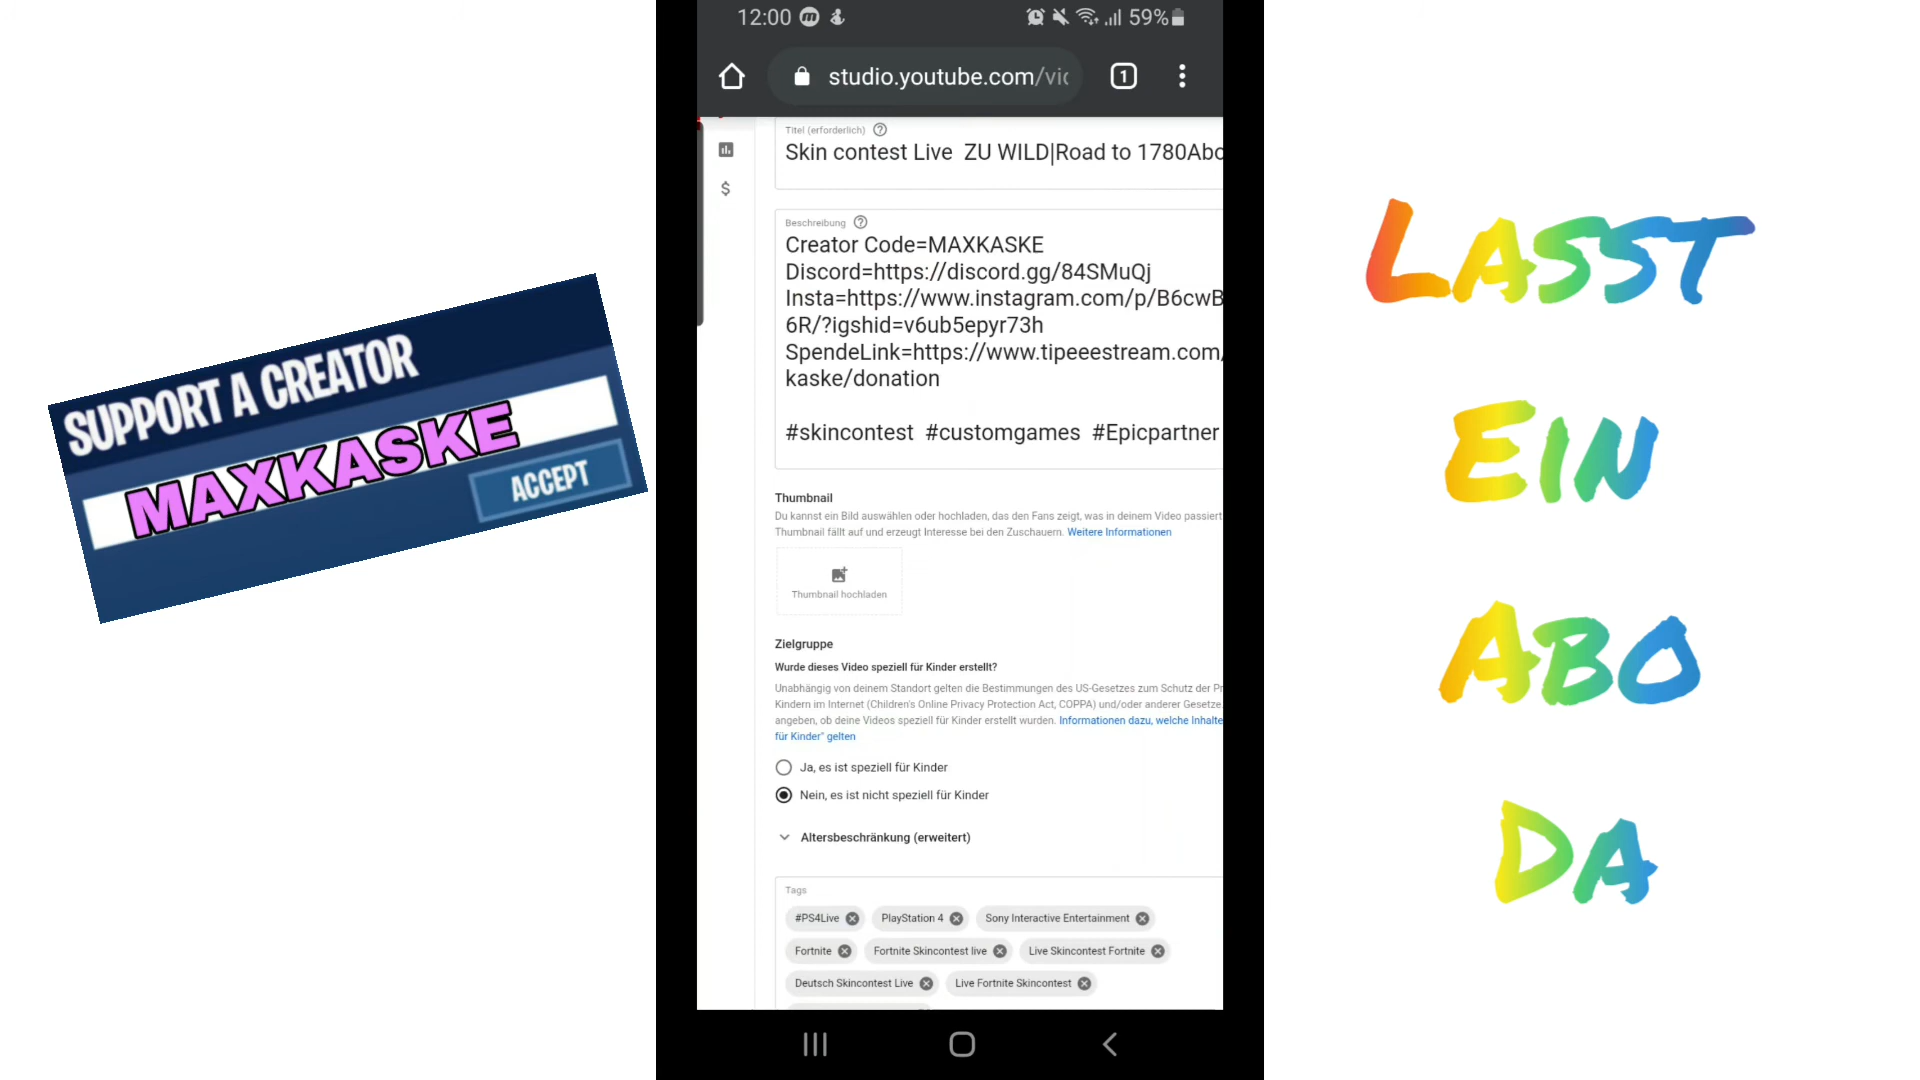 SUPPORT A CREATOR
MAXKASKE
ACCEPT
12:00
59%
studio.youtube.com/vic
1
Titel (erforderlich)
Skin contest Live  ZU WILD|Road to 1780Abo
Beschreibung
Creator Code=MAXKASKE
Discord=https://discord.gg/84SMuQj
Insta=https://www.instagram.com/p/B6cwB
6R/?igshid=v6ub5epyr73h
SpendeLink=https://www.tipeeestream.com/
kaske/donation
#skincontest  #customgames  #Epicpartner
Thumbnail
Du kannst ein Bild auswählen oder hochladen, das den Fans zeigt, was in deinem Video passiert
Thumbnail fällt auf und erzeugt Interesse bei den Zuschauern. Weitere Informationen
Thumbnail hochladen
Zielgruppe
Wurde dieses Video speziell für Kinder erstellt?
Unabhängig von deinem Standort gelten die Bestimmungen des US-Gesetzes zum Schutz der Pr
Kindern im Internet (Children's Online Privacy Protection Act, COPPA) und/oder anderer Gesetze.
angeben, ob deine Videos speziell für Kinder erstellt wurden. Informationen dazu, welche Inhalte
für Kinder" gelten
Ja, es ist speziell für Kinder
Nein, es ist nicht speziell für Kinder
Altersbeschränkung (erweitert)
Tags
#PS4Live
PlayStation 4
Sony Interactive Entertainment
Fortnite
Fortnite Skincontest live
Live Skincontest Fortnite
Deutsch Skincontest Live
Live Fortnite Skincontest
LASST
EIN
ABO
DA